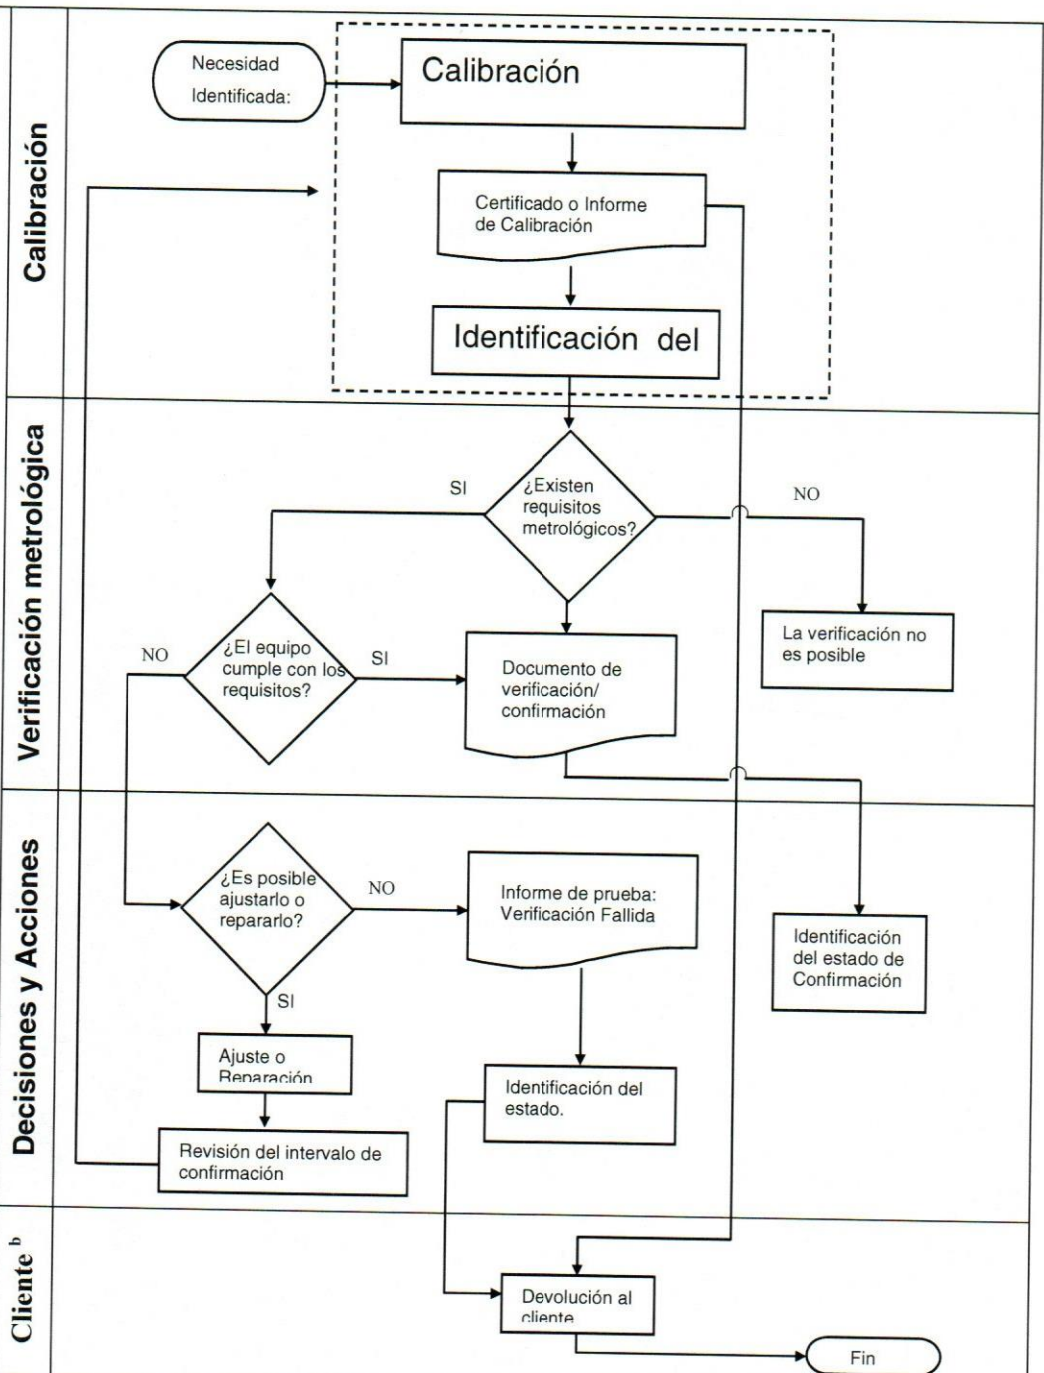 Calibración
Necesidad
Identificada:
Calibración
Certificado o Informe
de Calibración
Identificación del
Verificación metrológica
¿Existen
requisitos
metrológicos?
SI
NO
¿El equipo
cumple con los
requisitos?
NO
SI
Documento de
verificación/
confirmación
La verificación no
es posible
Decisiones y Acciones
¿Es posible
ajustarlo o
repararlo?
NO
SI
Informe de prueba:
Verificación Fallida
Identificación
del estado de
Confirmación
Ajuste o
Reparación
Identificación del
estado.
Revisión del intervalo de
confirmación
Cliente b
Devolución al
cliente
Fin